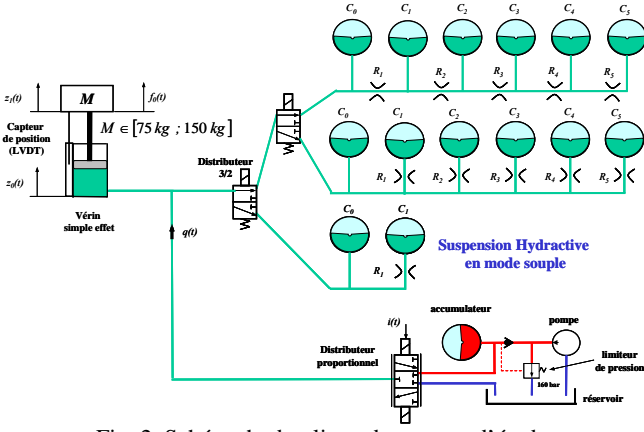 C0 C1 C2 C3 C4 C5
R1 R2 R3 R4 R5
z1(t) M f0(t)
Capteur
de position
(LVDT)
M ∈ [75 kg ; 150 kg]
C0 C1 C2 C3 C4 C5
R1 R2 R3 R4 R5
Distributeur
3/2
z0(t)
Vérin
simple effet
q(t)
C0 C1
R1
Suspension Hydractive
en mode souple
accumulateur
pompe
i(t)
Distributeur
proportionnel
limiteur
de pression
160 bar
réservoir